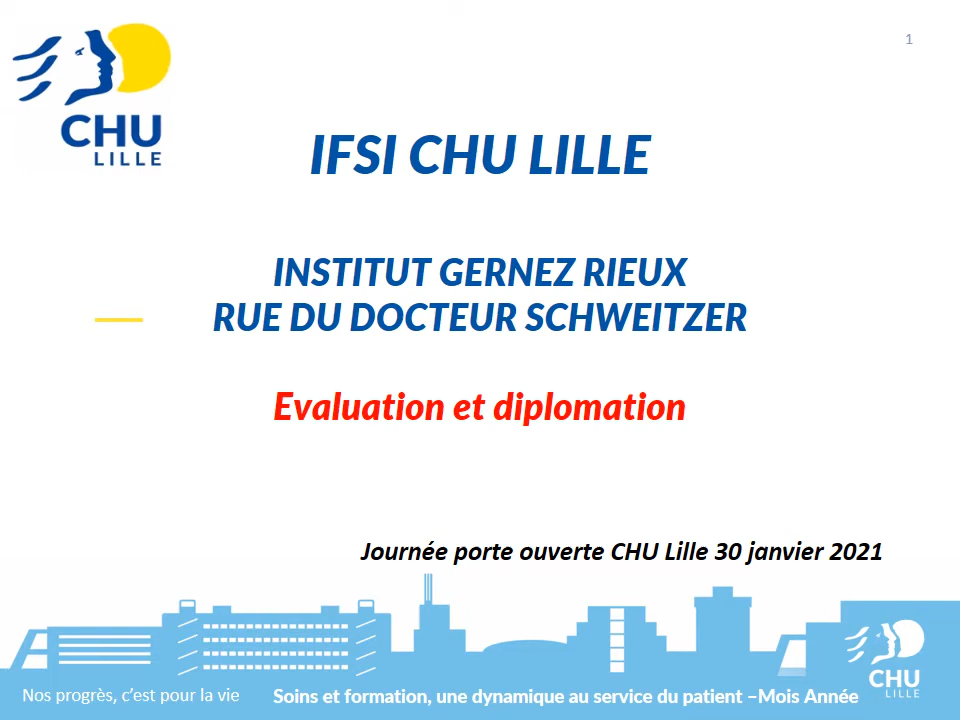 1
CHU
LILLE
IFSI CHU LILLE
INSTITUT GERNEZ RIEUX
RUE DU DOCTEUR SCHWEITZER
Evaluation et diplomation
Journée porte ouverte CHU Lille 30 janvier 2021
Nos progrès, c'est pour la vie
Soins et formation, une dynamique au service du patient –Mois Année
CHU
LILLE